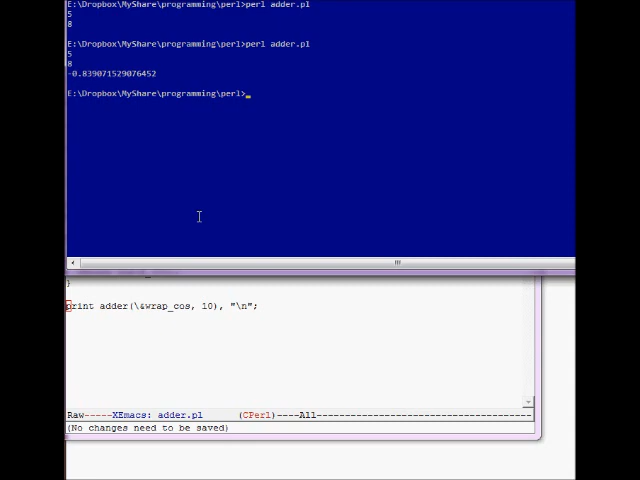 E:\Dropbox\MyShare\programming\perl>perl adder.pl
5
8
E:\Dropbox\MyShare\programming\perl>perl adder.pl
5
8
-0.839071529076452
E:\Dropbox\MyShare\programming\perl>
}
print adder(\&wrap_cos, 10), "\n";
Raw-----XEmacs: adder.pl (CPerl)----All----------------------------------------
(No changes need to be saved)